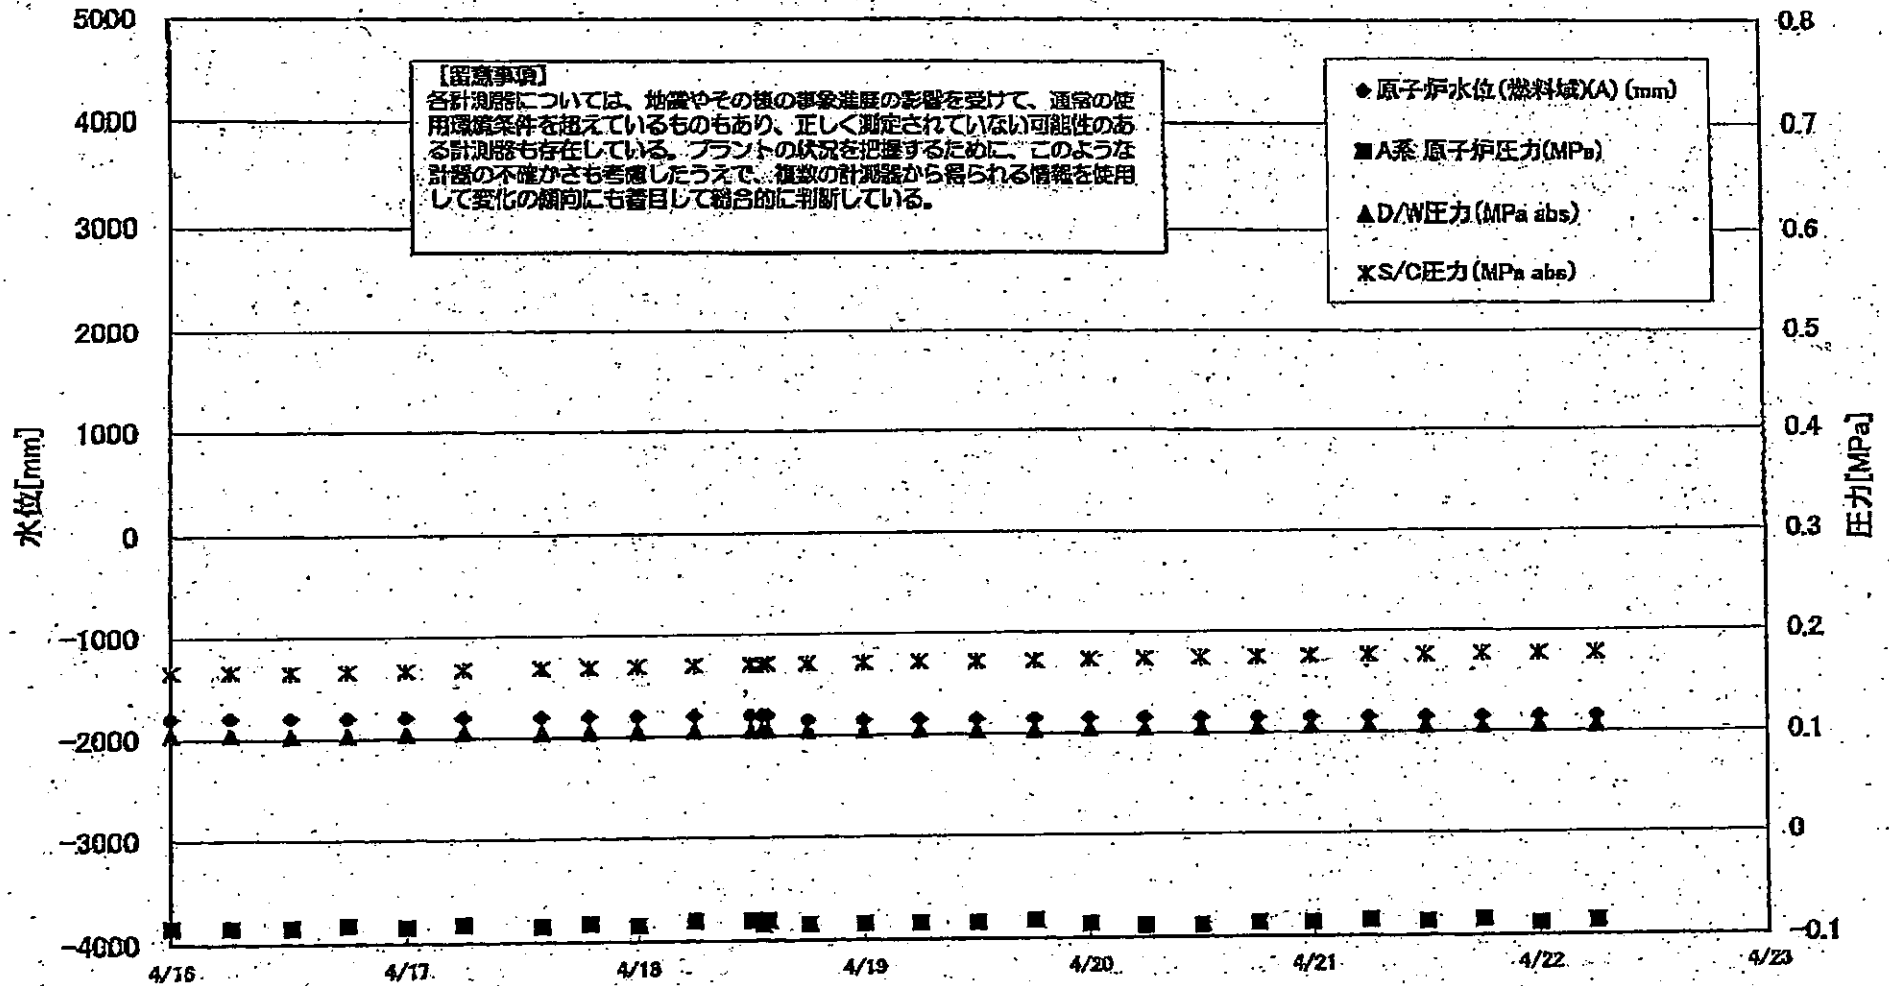 5000
4000
3000
2000
1000
0
-1000
-2000
-3000
-4000
水位[mm]
【留意事項】
各計測器については、地震やその後の事象進展の影響を受けて、通常の使
用環境条件を超えているものもあり、正しく測定されていない可能性のあ
る計測器も存在している。プラントの状況を把握するために、このような
計器の不確かさも考慮したうえで、複数の計測器から得られる情報を使用
して変化の傾向にも着目して総合的に判断している。
◆原子炉水位(燃料域)(A) (mm)
■A系 原子炉圧力(MPa)
▲D/W圧力(MPa abs)
S/C圧力(MPa abs)
0.8
0.7
0.6
0.5
0.4
0.3
0.2
0.1
0
-0.1
圧力[MPa]
4/16
4/17
4/18
4/19
4/20
4/21
4/22
4/23